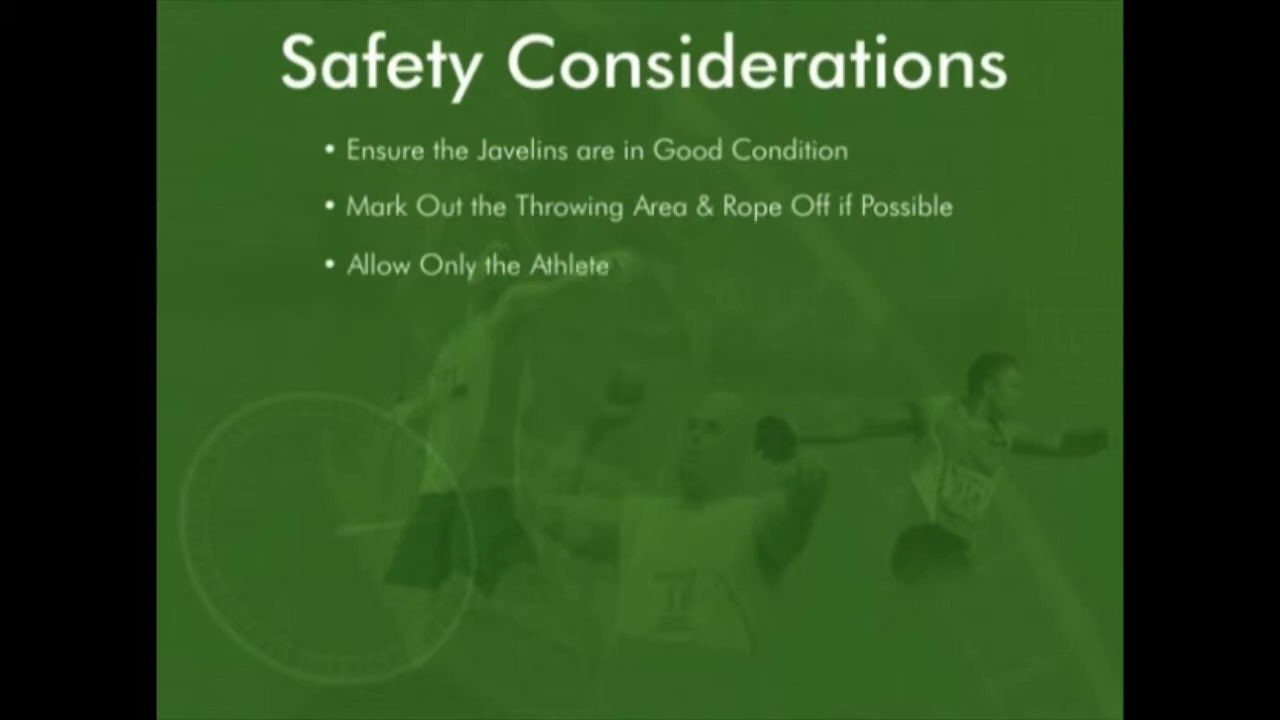 Safety Considerations
• Ensure the Javelins are in Good Condition
• Mark Out the Throwing Area & Rope Off if Possible
• Allow Only the Athlete